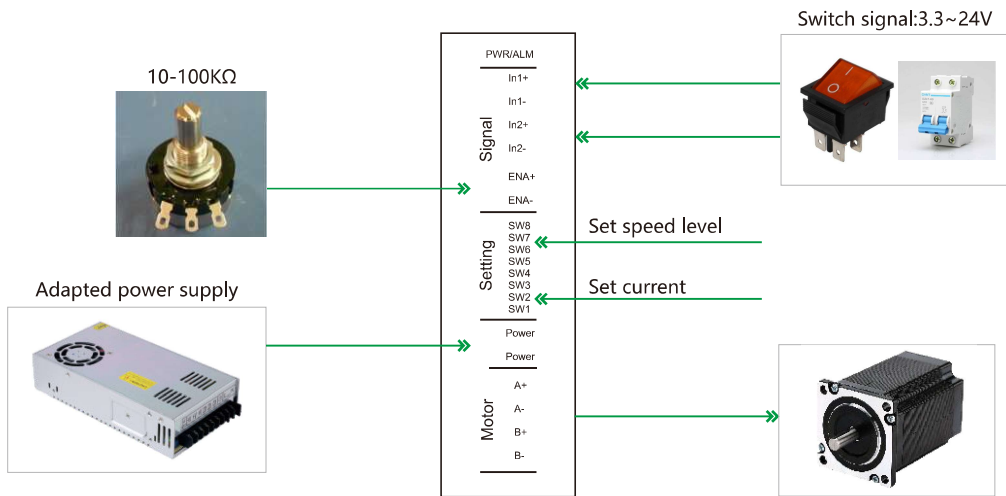 Switch signal:3.3~24V
10-100KΩ
PWR/ALM
Signal
In1+
In1-
In2+
In2-
ENA+
ENA-
Setting
SW8
SW7
SW6
SW5
SW4
SW3
SW2
SW1
Set speed level
Set current
Adapted power supply
Power
Power
Motor
A+
A-
B+
B-